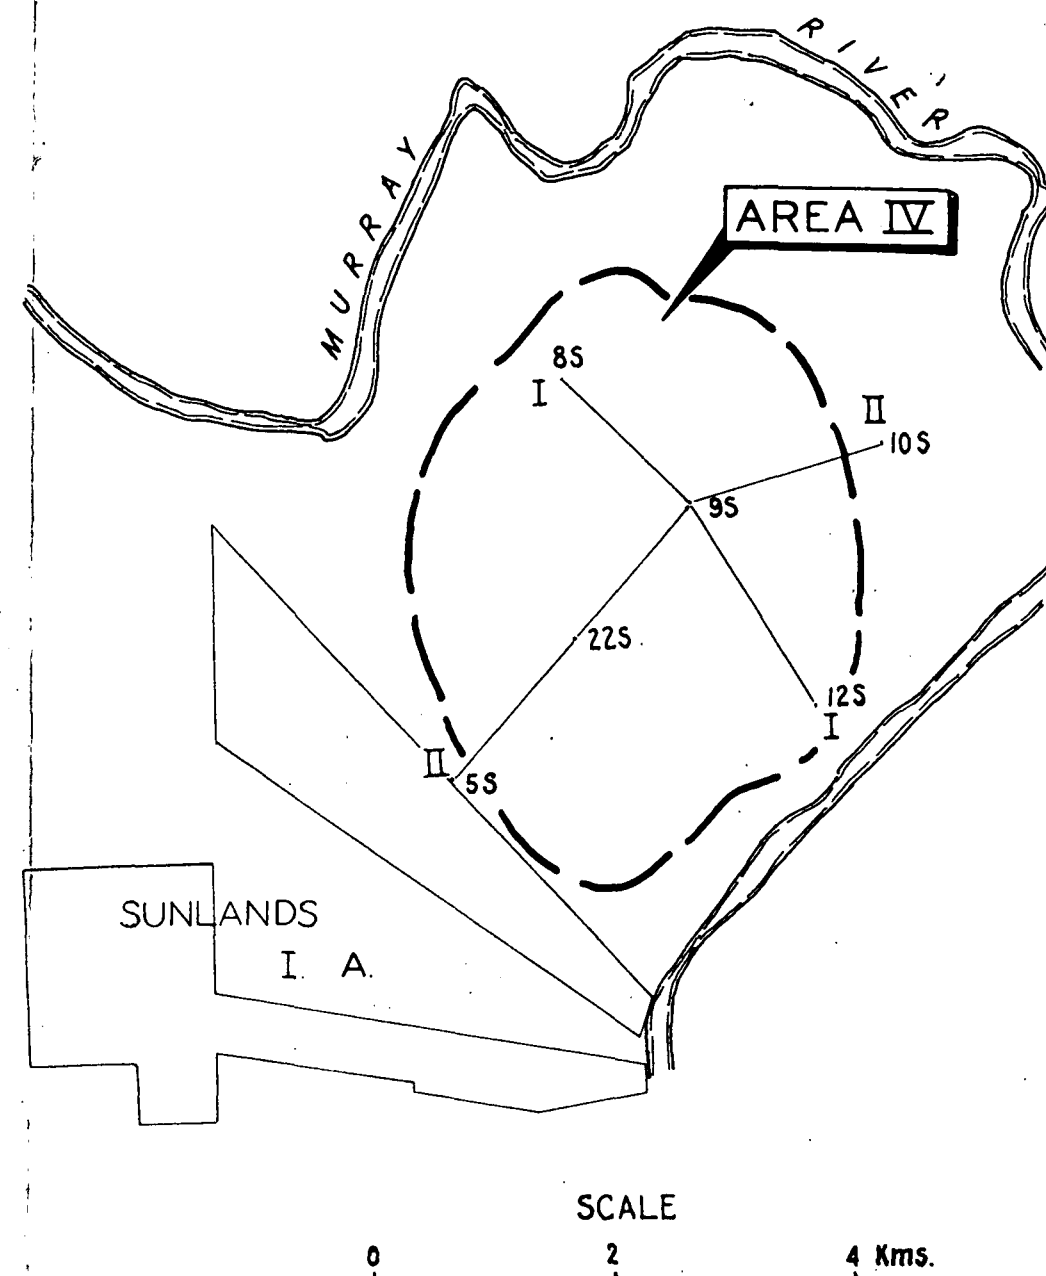 MURRAY
RIVER
AREA IV
8S
I
II
10S
9S
22S
12S
I
II
5S
SUNLANDS
I. A.
SCALE
0 2 4 Kms.